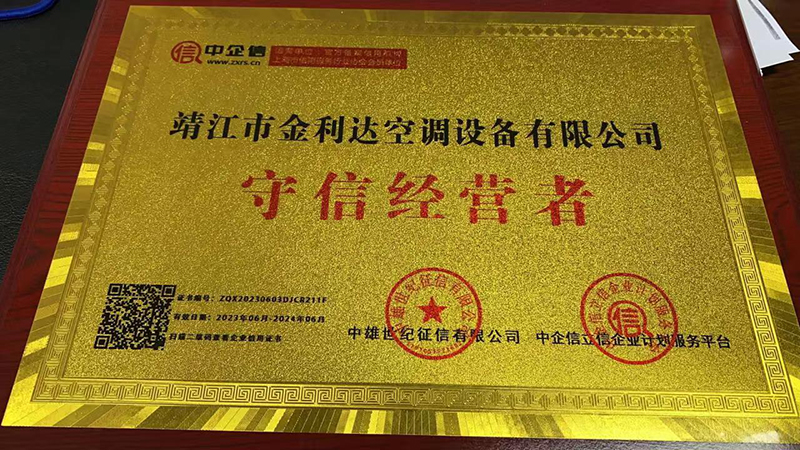 中企信
www.zxrs.cn
靖江市金利达空调设备有限公司
守信经营者
证书编号：ZQX20230603DJCR211F
有效日期：2023年06月-2024年06月
扫描二维码查看企业信用证书
中雄世纪征信有限公司
中企信立信企业计划服务平台
信